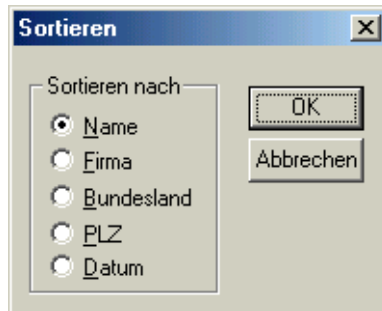 Sortieren
Sortieren nach
Name
Firma
Bundesland
PLZ
Datum
OK
Abbrechen